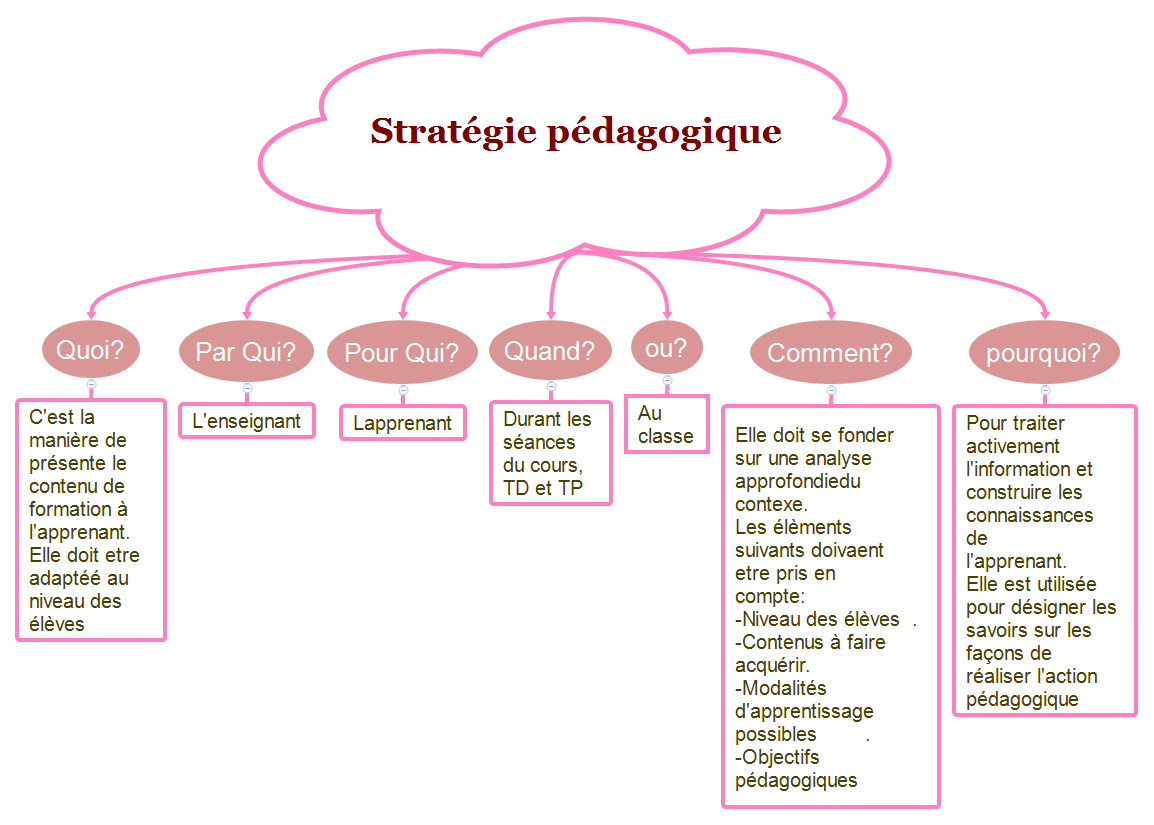 Stratégie pédagogique
Quoi?
C'est la
manière de
présente le
contenu de
formation à
l'apprenant.
Elle doit etre
adaptéé au
niveau des
élèves
Par Qui?
L'enseignant
Pour Qui?
Lapprenant
Quand?
Durant les
séances
du cours,
TD et TP
ou?
Au
classe
Comment?
Elle doit se fonder
sur une analyse
approfondiedu
contexe.
Les élèments
suivants doivaent
etre pris en
compte:
-Niveau des élèves .
-Contenus à faire
acquérir.
-Modalités
d'apprentissage
possibles .
-Objectifs
pédagogiques
pourquoi?
Pour traiter
activement
l'information et
construire les
connaissances
de
l'apprenant.
Elle est utilisée
pour désigner les
savoirs sur les
façons de
réaliser l'action
pédagogique